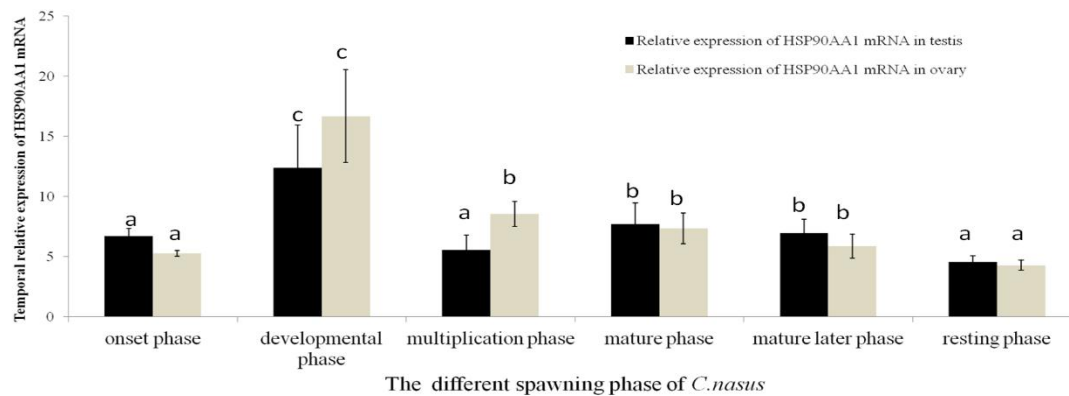 Temporal relative expression of HSP90AA1 mRNA
25
20
15
10
5
0
Relative expression of HSP90AA1 mRNA in testis
Relative expression of HSP90AA1 mRNA in ovary
a
a
c
c
a
b
b
b
b
b
a
a
onset phase
developmental
phase
multiplication phase
mature phase
mature later phase
resting phase
The different spawning phase of C.nasus